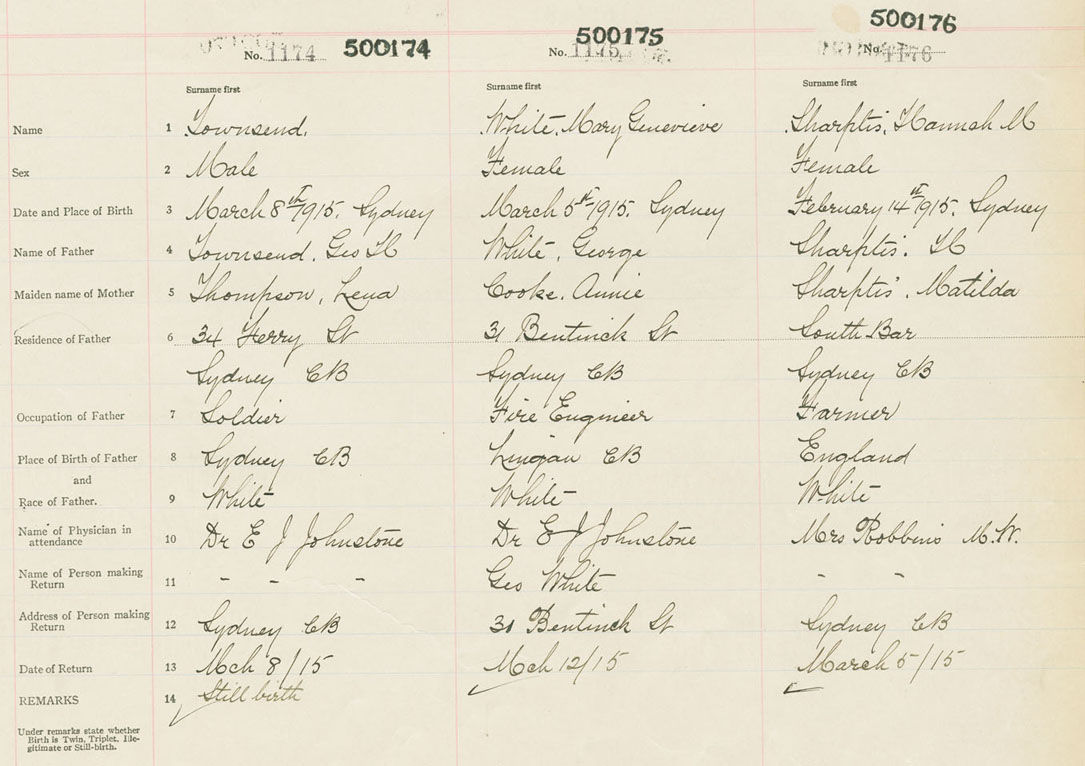 500174 500175 500176
No. 1174 No. 1175 No. 1176
Surname first Surname first Surname first
Name 1 Townsend. White, Mary Genevieve Sharptis, Hannah M
Sex 2 Male Female Female
Date and Place of Birth 3 March 8th 1915. Sydney March 5th 1915. Sydney February 14th 1915. Sydney
Name of Father 4 Townsend. Geo H White, George Sharptis. H
Maiden name of Mother 5 Thompson, Lena Cooke. Annie Sharptis. Matilda
Residence of Father 6 34 Ferry St 31 Bentinck St South Bar
Sydney CB Sydney CB Sydney CB
Occupation of Father 7 Soldier Fire Engineer Farmer
Place of Birth of Father 8 Sydney CB Lingan CB England
and
Race of Father. 9 White White White
Name of Physician in
attendance 10 Dr E J Johnstone Dr E J Johnstone Mrs Robbins M.W.
Name of Person making
Return 11 - - - Geo White - -
Address of Person making
Return 12 Sydney CB 31 Bentinck St Sydney CB
Date of Return 13 Mch 8/15 Mch 12/15 March 5/15
REMARKS 14 Still birth
Under remarks state whether
Birth is Twin, Triplet, Ille-
gitimate or Still-birth.